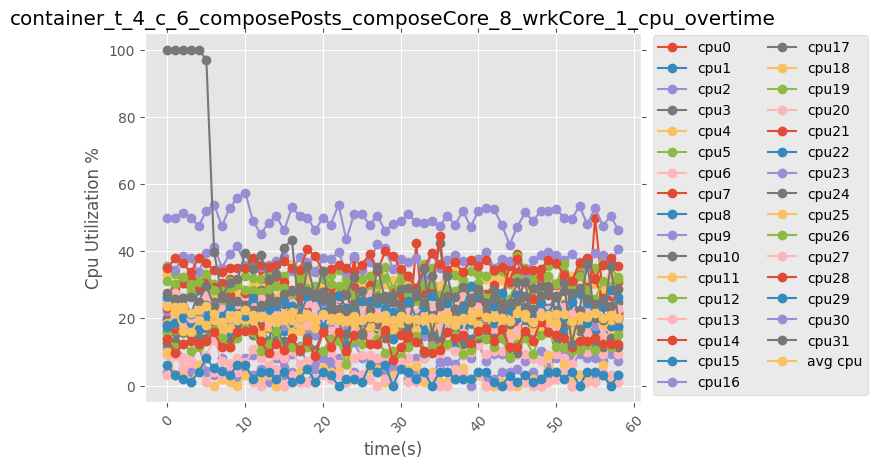 container_t_4_c_6_composePosts_composeCore_8_wrkCore_1_cpu_overtime
Cpu Utilization %
100
80
60
40
20
0
0
10
20
30
40
50
60
time(s)
cpu0
cpu1
cpu2
cpu3
cpu4
cpu5
cpu6
cpu7
cpu8
cpu9
cpu10
cpu11
cpu12
cpu13
cpu14
cpu15
cpu16
cpu17
cpu18
cpu19
cpu20
cpu21
cpu22
cpu23
cpu24
cpu25
cpu26
cpu27
cpu28
cpu29
cpu30
cpu31
avg cpu